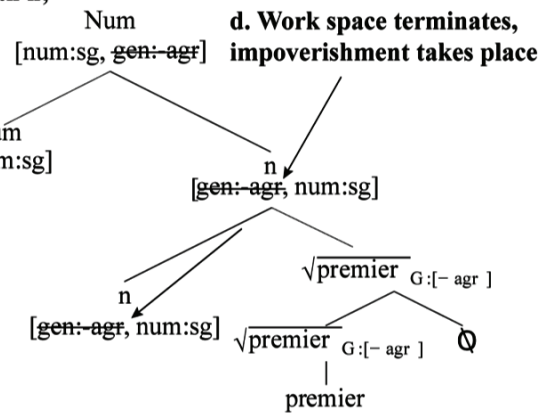 Num
[num:sg, gen:-agr]
d. Work space terminates,
impoverishment takes place
m:sg]
n
[gen:-agr, num:sg]
√premier G:[− agr ]
n
[gen:-agr, num:sg]
√premier G:[− agr ]
Ø
premier